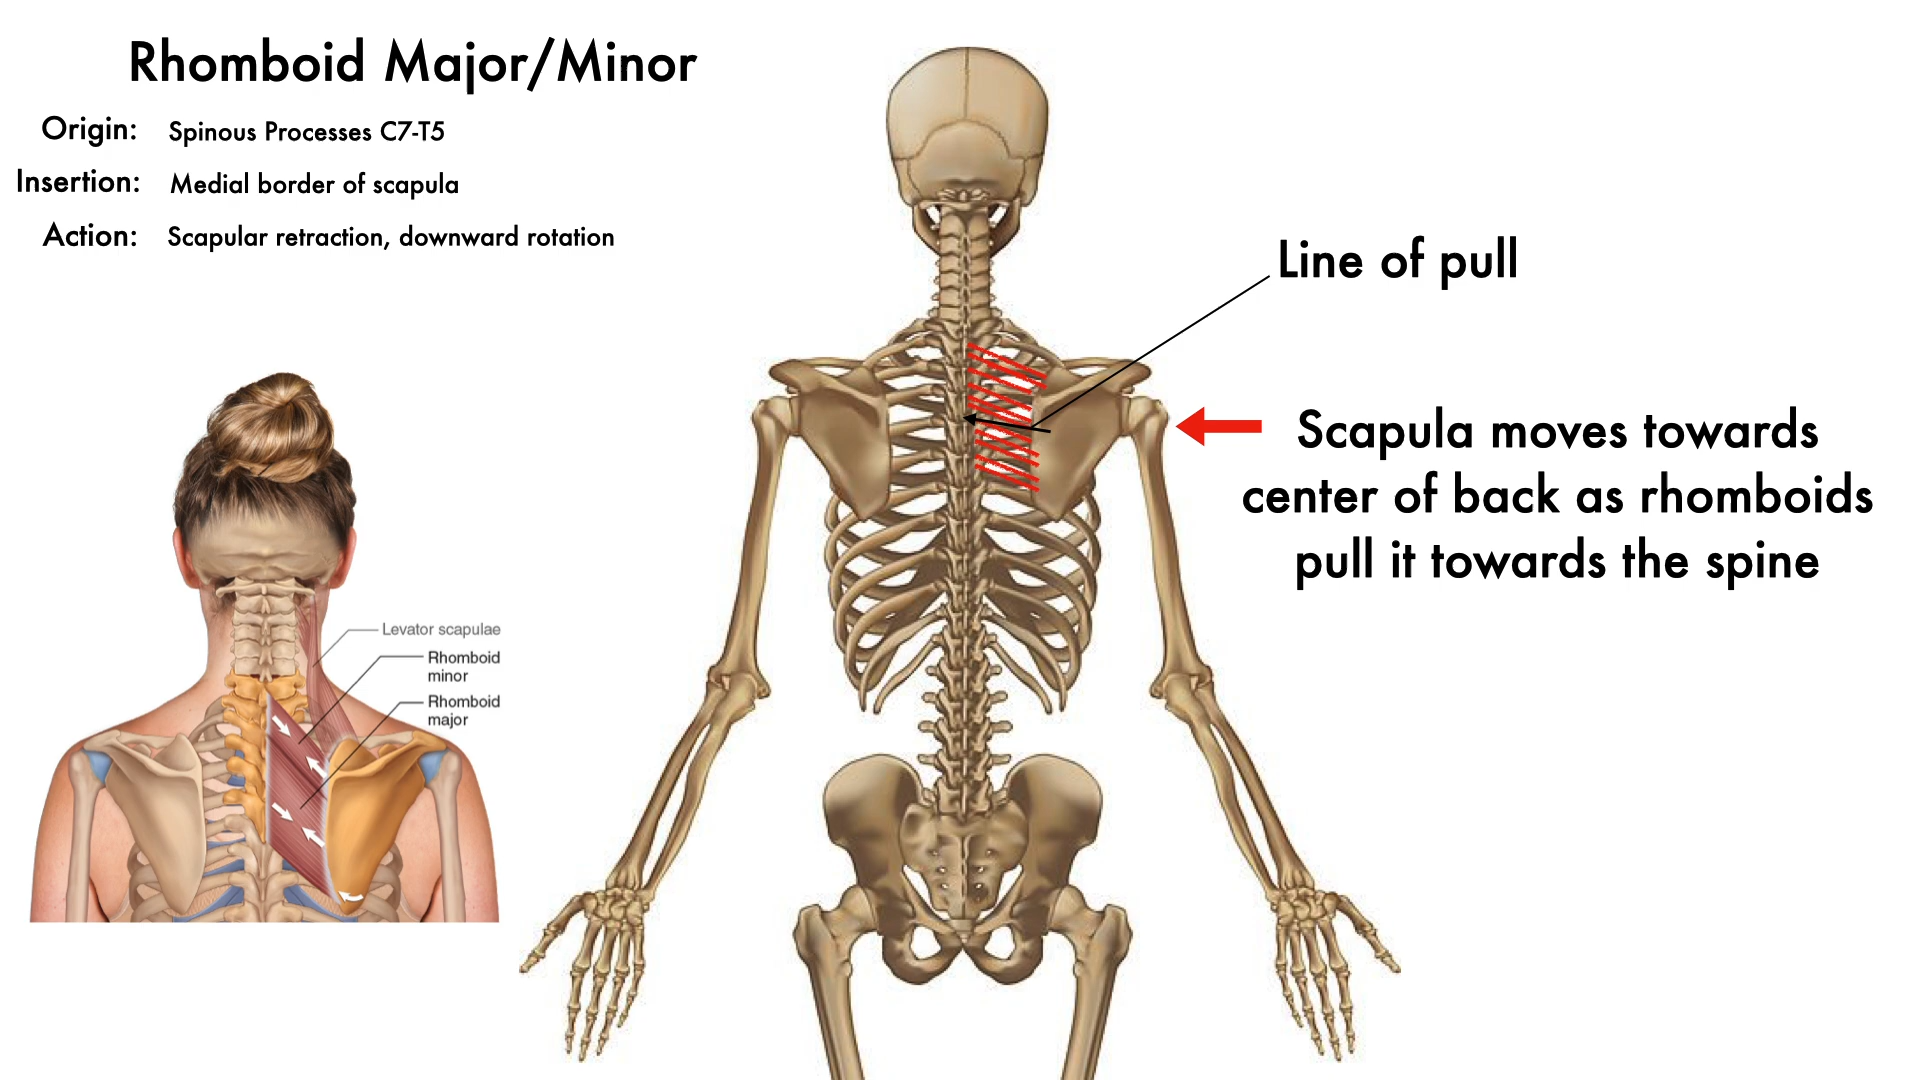 Rhomboid Major/Minor
Origin: Spinous Processes C7-T5
Insertion: Medial border of scapula
Action: Scapular retraction, downward rotation
Line of pull
Scapula moves towards
center of back as rhomboids
pull it towards the spine
Levator scapulae
Rhomboid
minor
Rhomboid
major